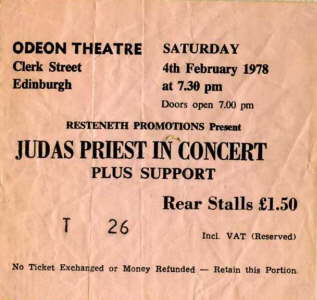 ODEON THEATRE SATURDAY
Clerk Street 4th February 1978
Edinburgh at 7.30 pm
Doors open 7.00 pm
RESTENETH PROMOTIONS Present
JUDAS PRIEST IN CONCERT
PLUS SUPPORT
Rear Stalls £1.50
T 26
Incl. VAT (Reserved)
No Ticket Exchanged or Money Refunded — Retain this Portion